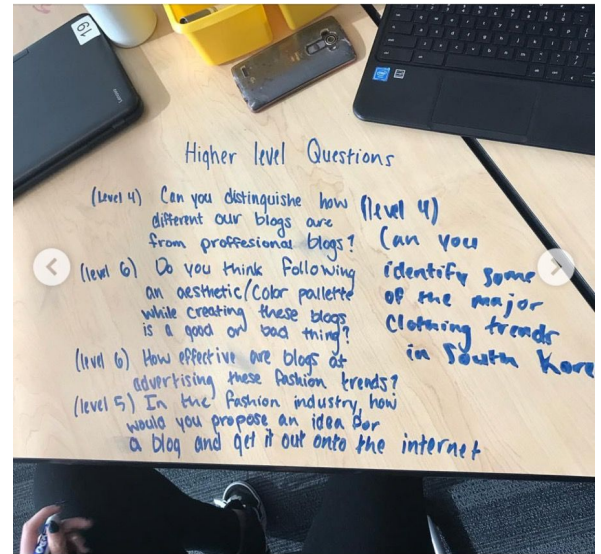 19
Lenovo
Higher level Questions
(Level 4) Can you distinguishe how
different our blogs are
from proffesional blogs?
(level 6) Do you think Following
an aesthetic/Color pallette
while creating these blogs
is a good or bad thing?
(level 6) How effective are blogs at
advertising these fashion trends?
(level 5) In the fashion industry, how
would you propose an idea for
a blog and get it out onto the internet
(level 4)
Can you
identify some
of the major
Clothing trends
in South Kore